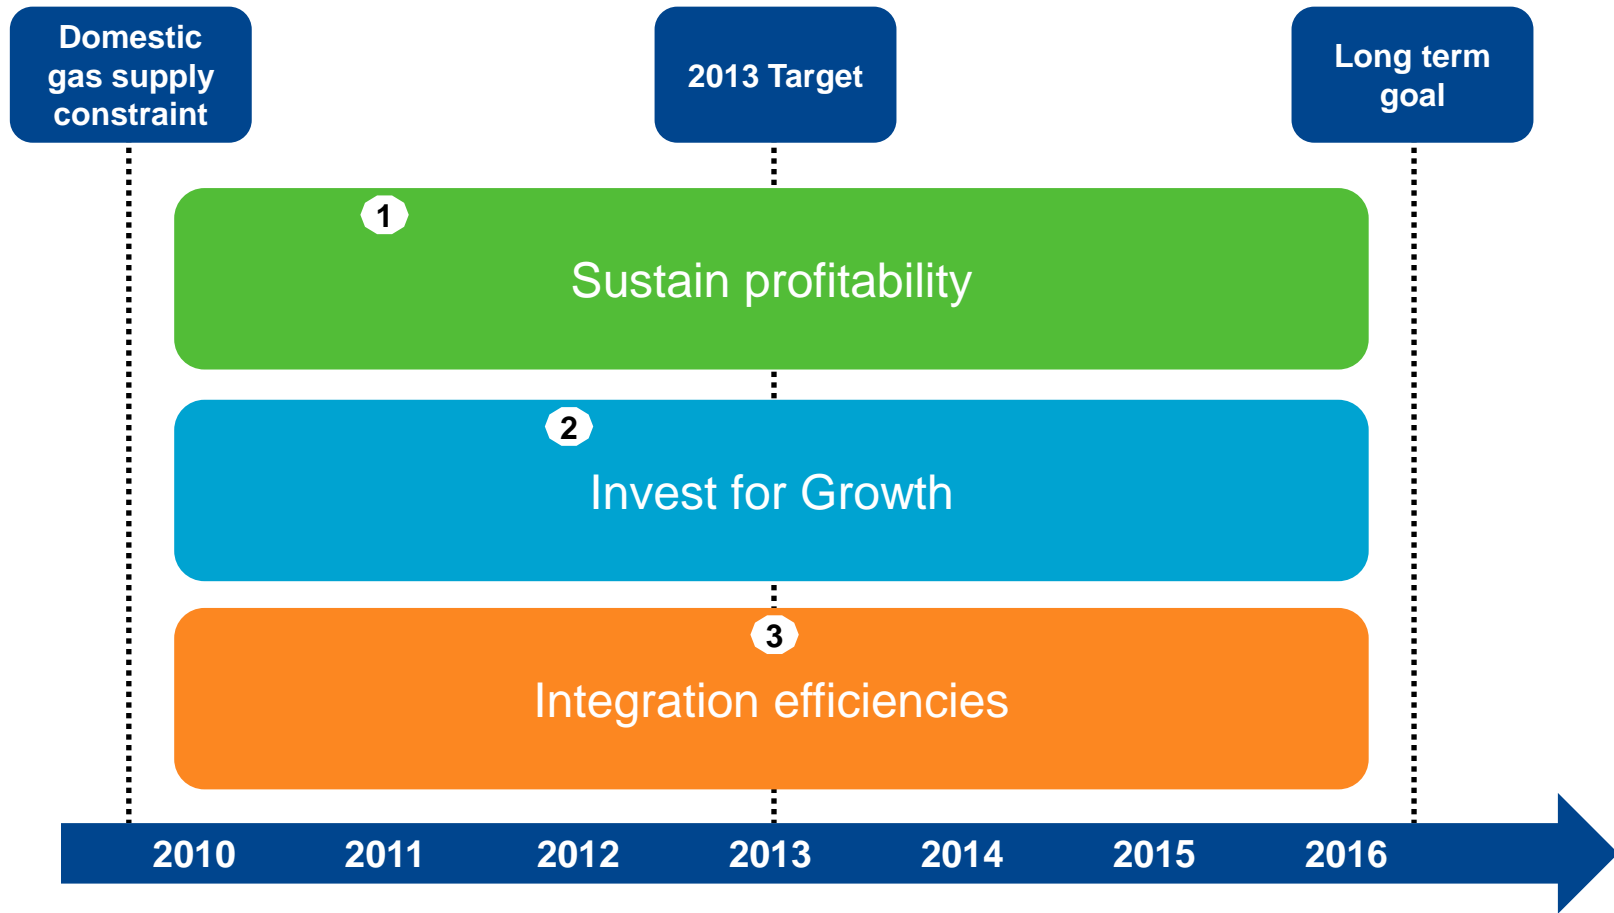 Domestic
gas supply
constraint
2013 Target
Long term
goal
1
Sustain profitability
2
Invest for Growth
3
Integration efficiencies
2010 2011 2012 2013 2014 2015 2016